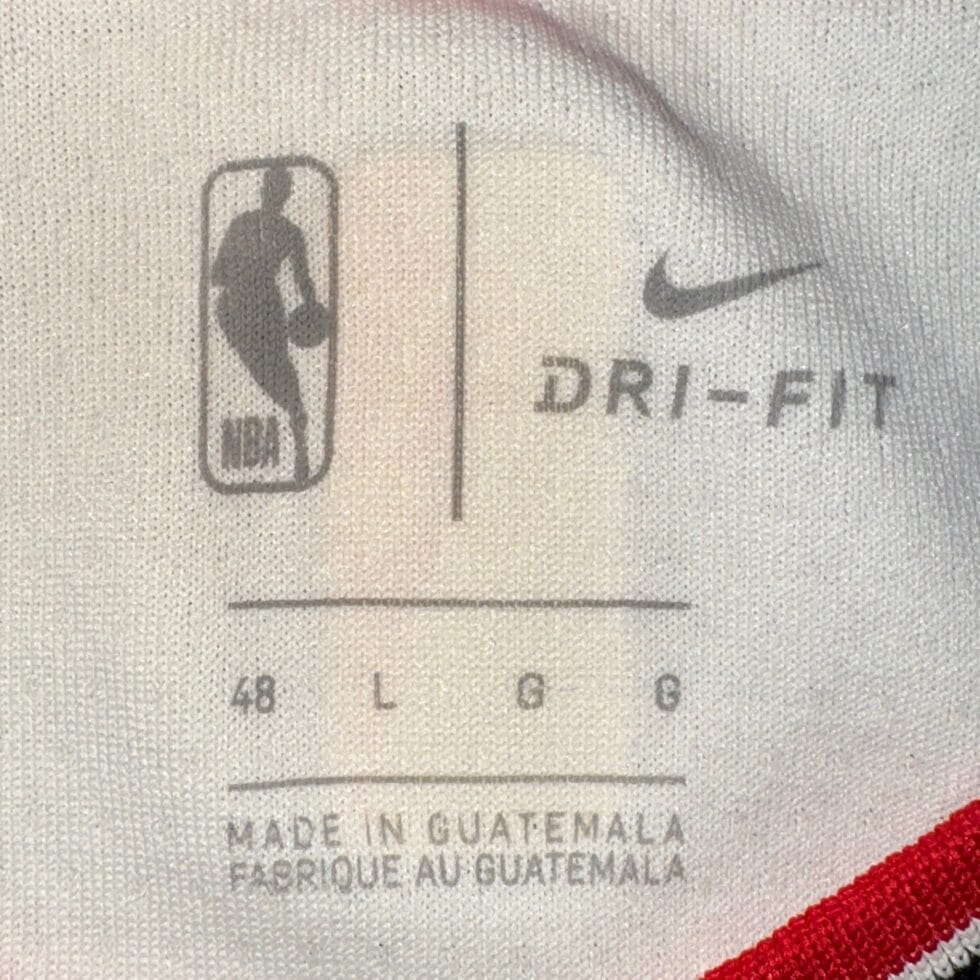 NBA
DRI-FIT
48 L G G
MADE IN GUATEMALA
FABRIQUE AU GUATEMALA